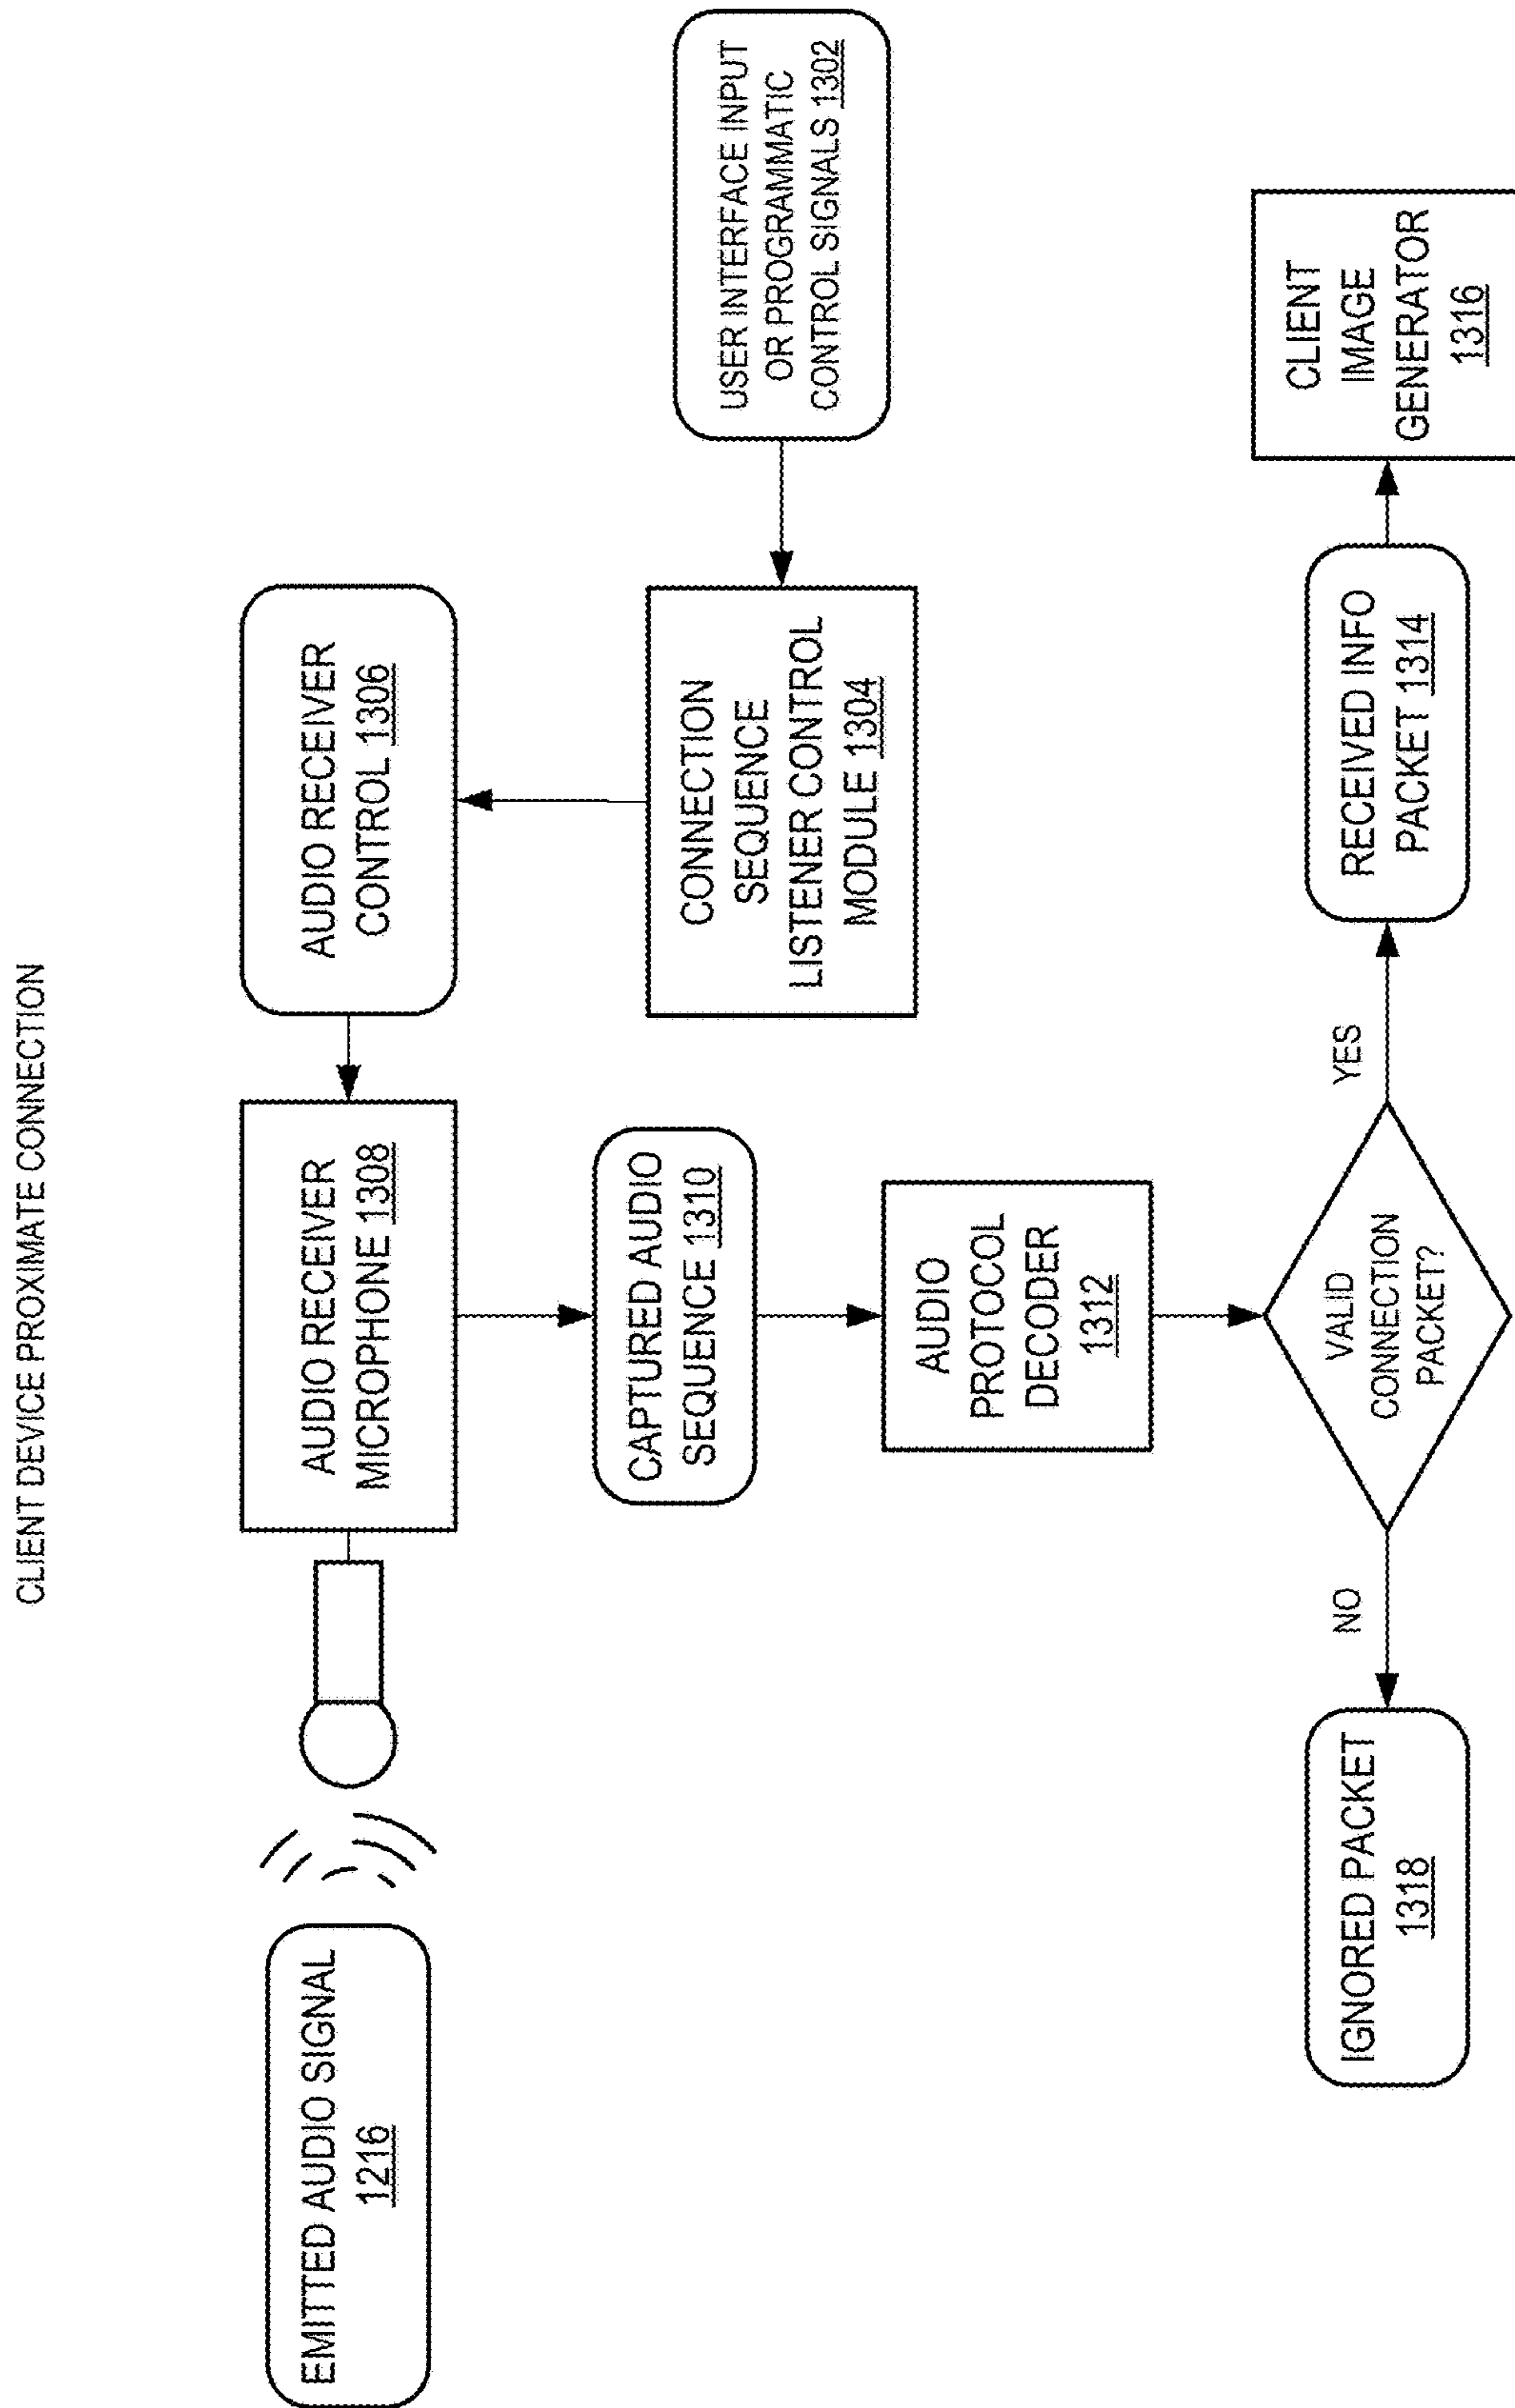 CLIENT DEVICE PROXIMATE CONNECTION
EMITTED AUDIO SIGNAL
1216
AUDIO RECEIVER
MICROPHONE 1308
AUDIO RECEIVER
CONTROL 1306
CAPTURED AUDIO
SEQUENCE 1310
CONNECTION
SEQUENCE
LISTENER CONTROL
MODULE 1304
USER INTERFACE INPUT
OR PROGRAMMATIC
CONTROL SIGNALS 1302
AUDIO
PROTOCOL
DECODER
1312
IGNORED PACKET
1318
NO
VALID
CONNECTION
PACKET?
YES
RECEIVED INFO
PACKET 1314
CLIENT
IMAGE
GENERATOR
1316